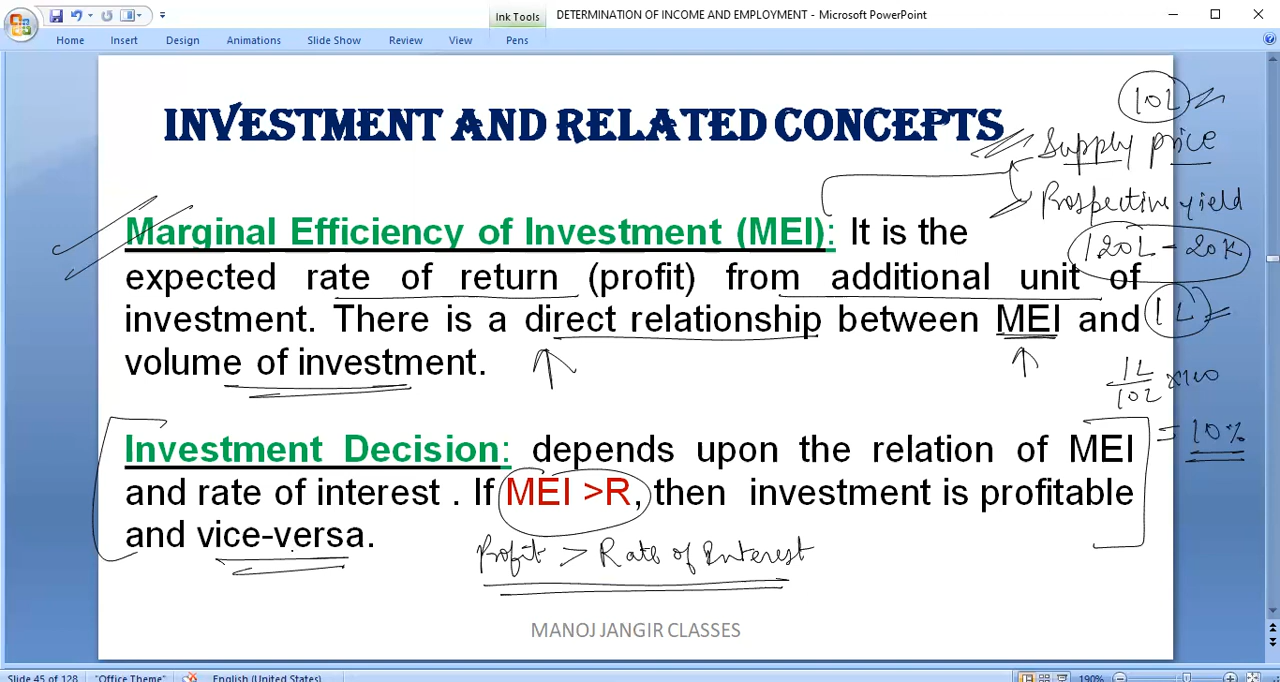 Ink Tools
DETERMINATION OF INCOME AND EMPLOYMENT - Microsoft PowerPoint
Home Insert Design Animations Slide Show Review View Pens
INVESTMENT AND RELATED CONCEPTS
10L
Supply price
Prospective yield
120L - 20K
1L
1L
10L
×100
= 10%
Marginal Efficiency of Investment (MEI): It is the
expected rate of return (profit) from additional unit of
investment. There is a direct relationship between MEI and
volume of investment.
Investment Decision: depends upon the relation of MEI
and rate of interest . If MEI >R, then investment is profitable
and vice-versa.
Profit > Rate of Interest
MANOJ JANGIR CLASSES
Slide 45 of 128 "Office Theme" English (United States) 190%